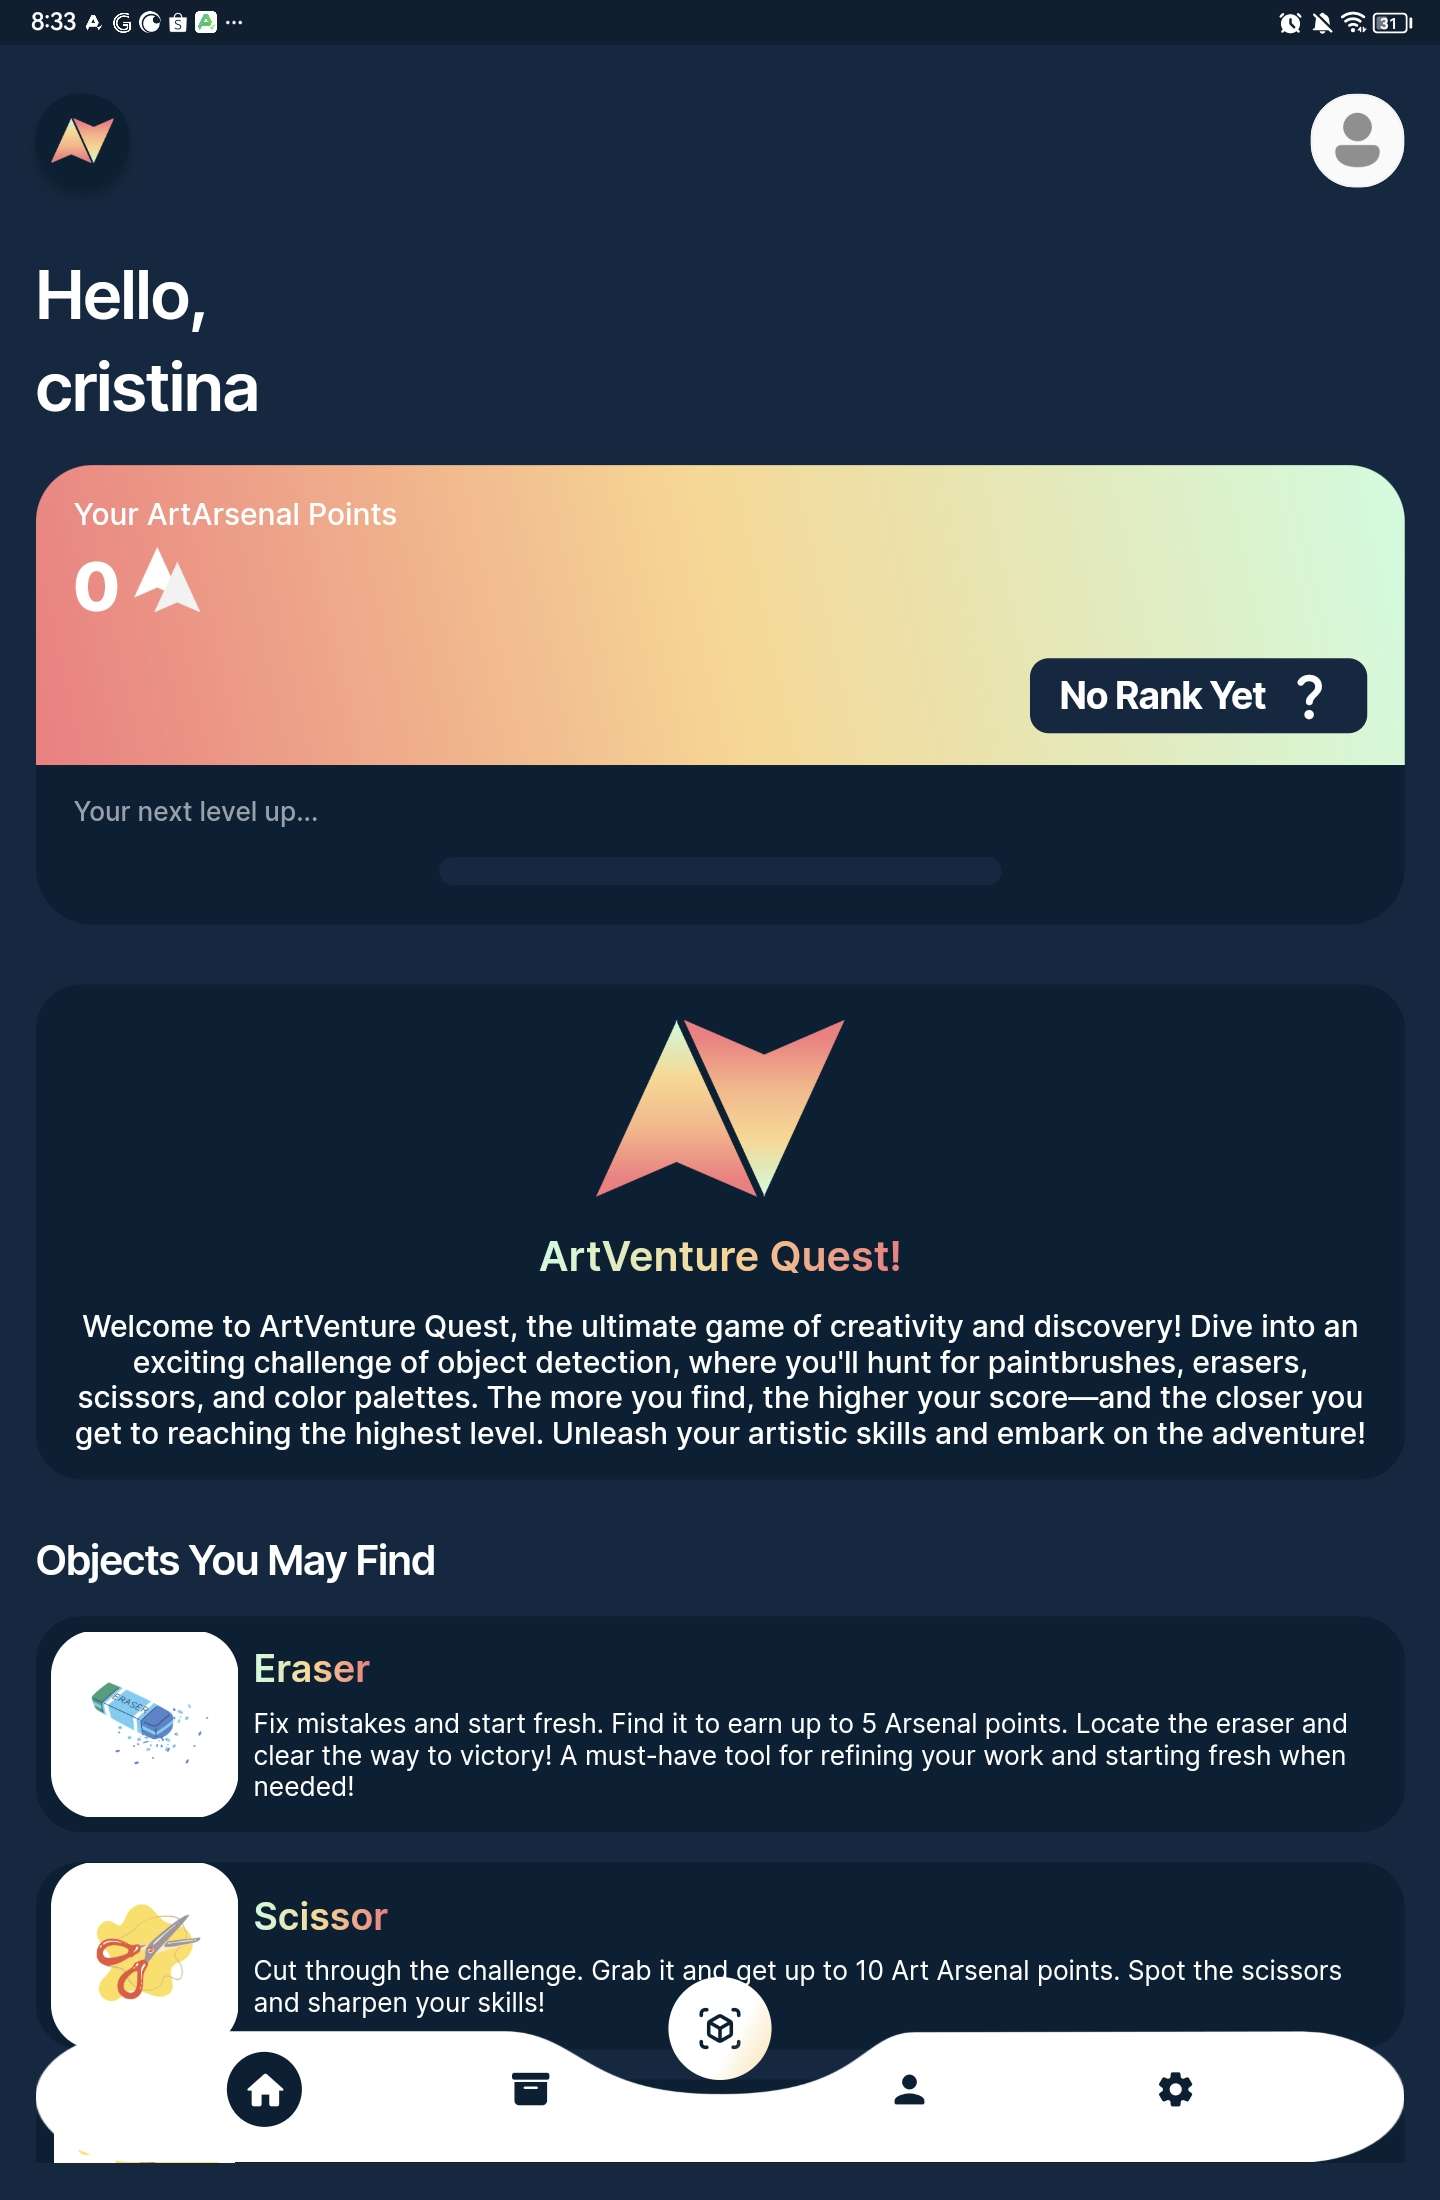 8:33
31
Hello,
cristina
Your ArtArsenal Points
0
No Rank Yet ?
Your next level up...
ArtVenture Quest!
Welcome to ArtVenture Quest, the ultimate game of creativity and discovery! Dive into an
exciting challenge of object detection, where you'll hunt for paintbrushes, erasers,
scissors, and color palettes. The more you find, the higher your score—and the closer you
get to reaching the highest level. Unleash your artistic skills and embark on the adventure!
Objects You May Find
ERASER
Eraser
Fix mistakes and start fresh. Find it to earn up to 5 Arsenal points. Locate the eraser and
clear the way to victory! A must-have tool for refining your work and starting fresh when
needed!
Scissor
Cut through the challenge. Grab it and get up to 10 Art Arsenal points. Spot the scissors
and sharpen your skills!